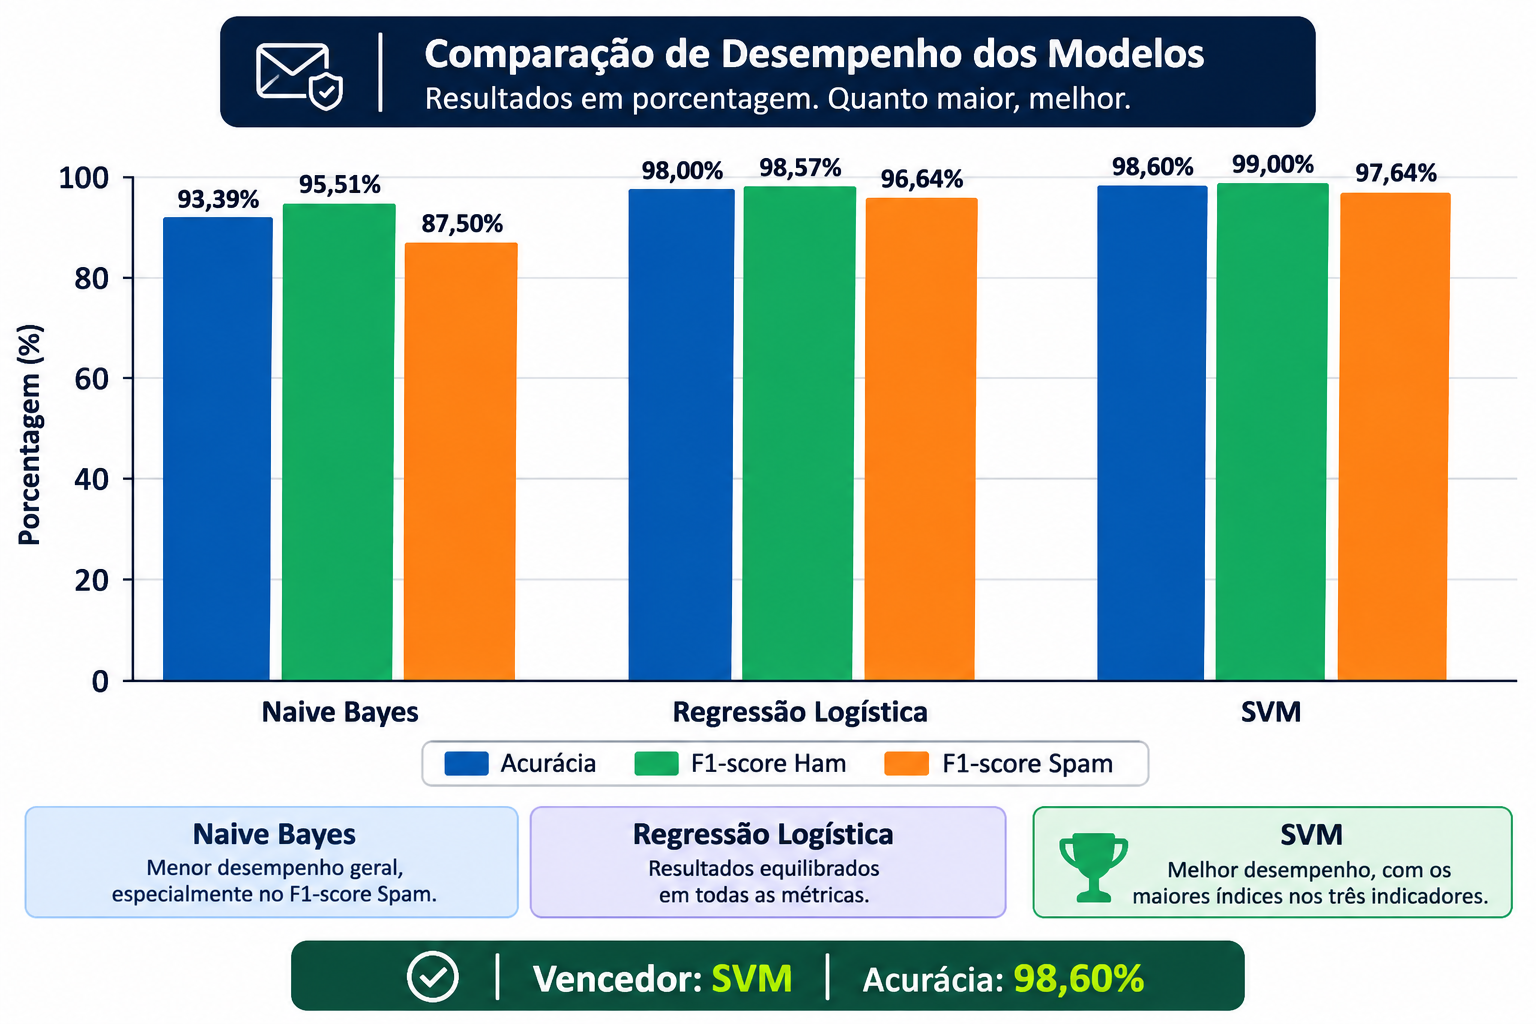 Comparação de Desempenho dos Modelos
Resultados em porcentagem. Quanto maior, melhor.
Porcentagem (%)
100
80
60
40
20
0
93,39%
95,51%
87,50%
98,00%
98,57%
96,64%
98,60%
99,00%
97,64%
Naive Bayes
Regressão Logística
SVM
Acurácia
F1-score Ham
F1-score Spam
Naive Bayes
Menor desempenho geral,
especialmente no F1-score Spam.
Regressão Logística
Resultados equilibrados
em todas as métricas.
SVM
Melhor desempenho, com os
maiores índices nos três indicadores.
Vencedor: SVM
Acurácia: 98,60%